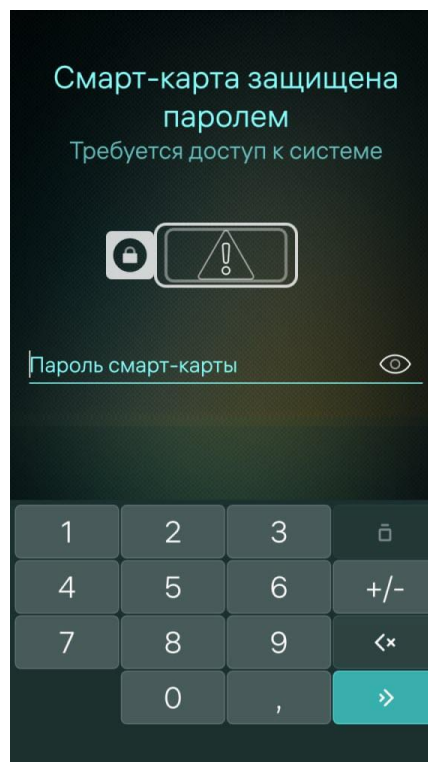 Смарт-карта защищена
паролем
Требуется доступ к системе
Пароль смарт-карты
1 2 3
4 5 6 +/-
7 8 9
0 ,